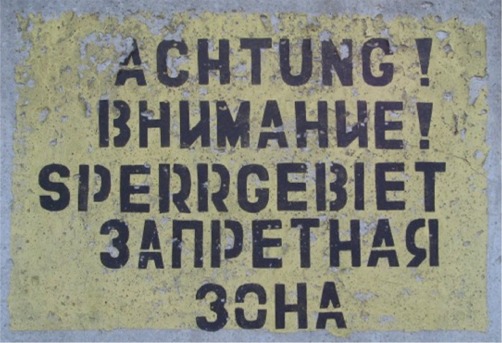 ACHTUNG!
ВНИМАНИЕ!
SPERRGEBIET
ЗАПРЕТНАЯ
ЗОНА